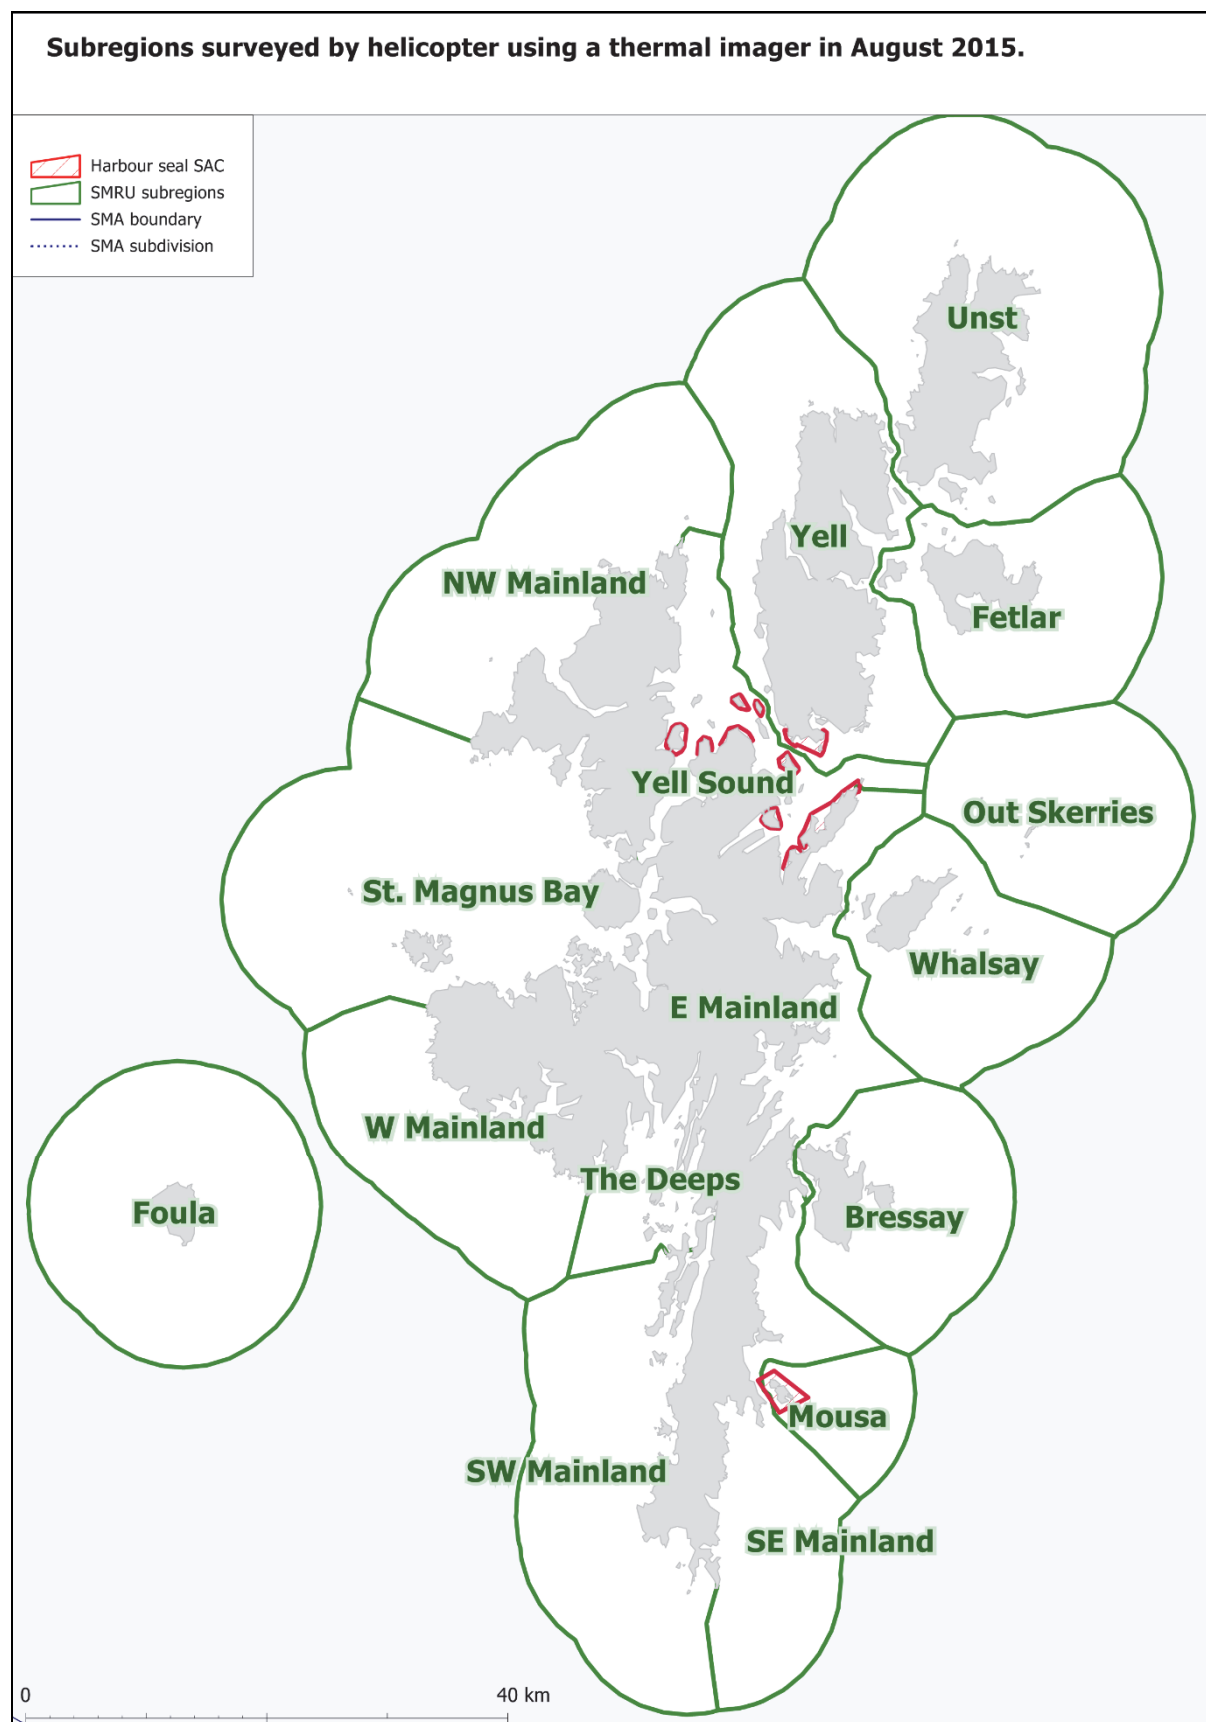 Subregions surveyed by helicopter using a thermal imager in August 2015.
Harbour seal SAC
SMRU subregions
SMA boundary
SMA subdivision
Unst
Yell
NW Mainland
Fetlar
Yell Sound
Out Skerries
St. Magnus Bay
Whalsay
E Mainland
W Mainland
The Deeps
Foula
Bressay
Mousa
SW Mainland
SE Mainland
0
40 km